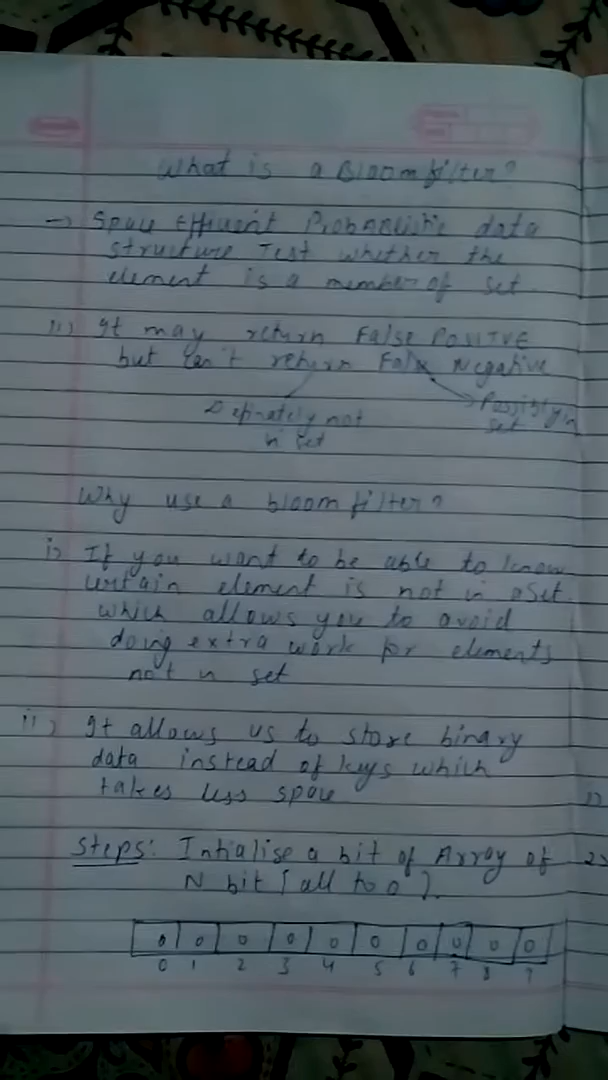 What is a Bloom filter?
→ Space Efficient Probabilistic data
structure Test whether the
element is a member of set
It may return False POSITIVE
but can't return False Negative
Definately not
in set
Possibly in
set
Why use a bloom filter?
i) If you want to be able to know
certain element is not in a set
which allows you to avoid
doing extra work for elements
not in set
ii) It allows us to store binary
data instead of keys which
takes less space
Steps: Intialise a bit of Array of
N bit [all to 0].
0 0 0 0 0 0 0 0 0 0
0 1 2 3 4 5 6 7 8 9